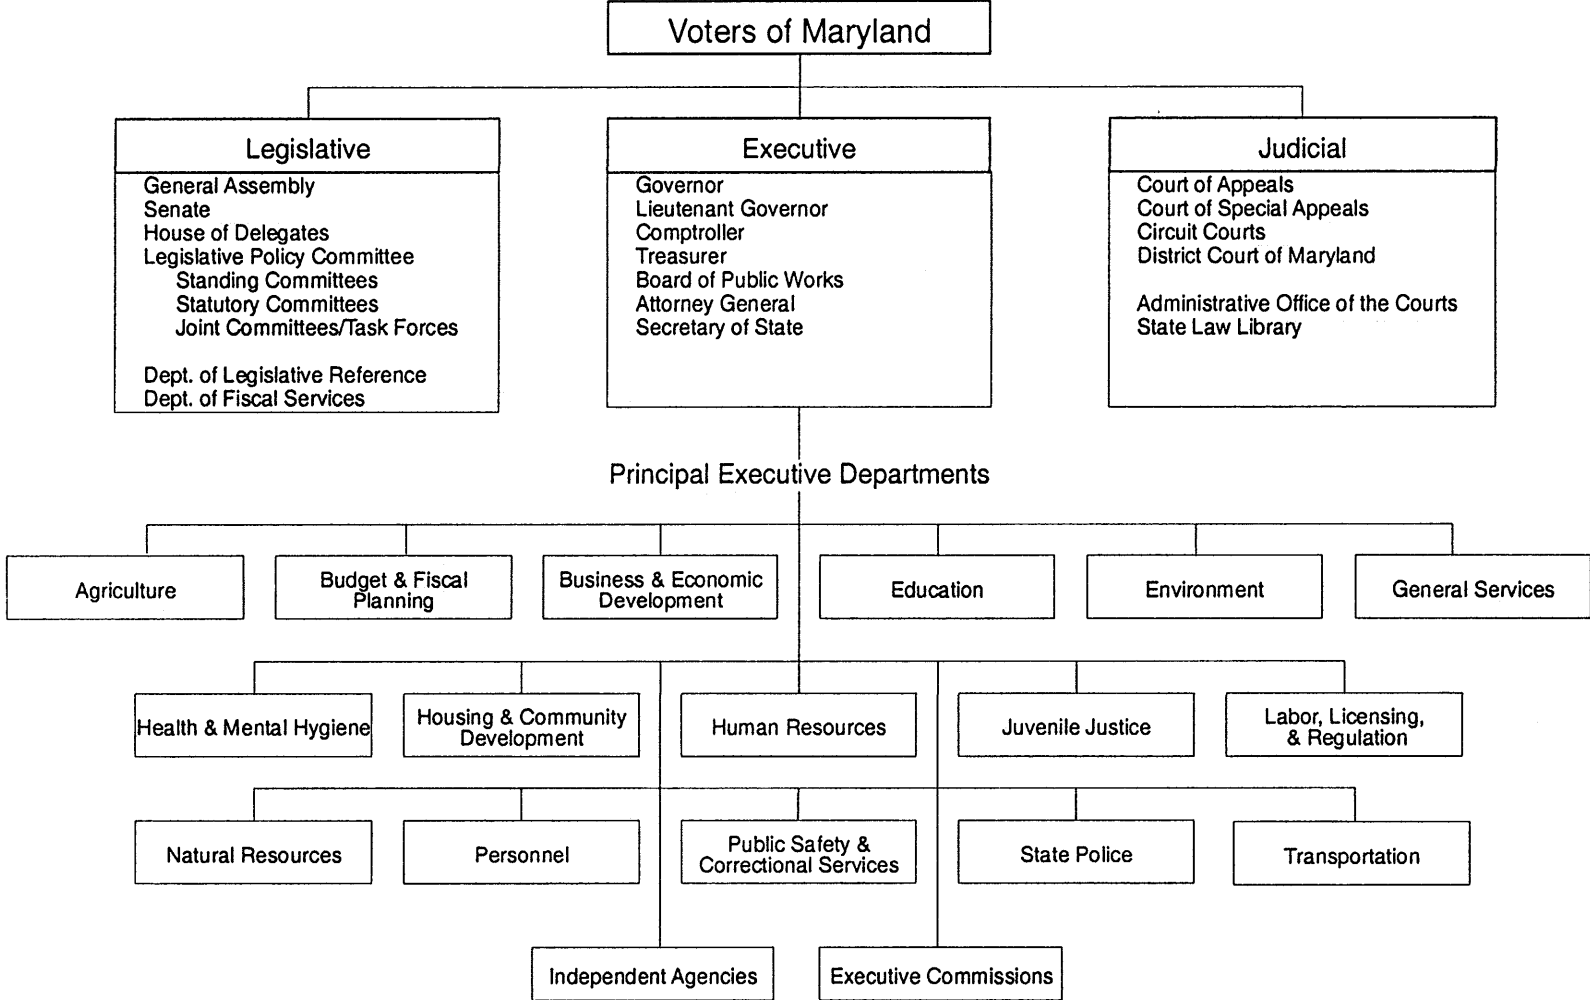 Voters of Maryland
Legislative
General Assembly
Senate
House of Delegates
Legislative Policy Committee
Standing Committees
Statutory Committees
Joint Committees/Task Forces
Dept. of Legislative Reference
Dept. of Fiscal Services
Executive
Governor
Lieutenant Governor
Comptroller
Treasurer
Board of Public Works
Attorney General
Secretary of State
Judicial
Court of Appeals
Court of Special Appeals
Circuit Courts
District Court of Maryland
Administrative Office of the Courts
State Law Library
Principal Executive Departments
Agriculture
Budget & Fiscal
Planning
Business & Economic
Development
Education
Environment
General Services
Health & Mental Hygiene
Housing & Community
Development
Human Resources
Juvenile Justice
Labor, Licensing,
& Regulation
Natural Resources
Personnel
Public Safety &
Correctional Services
State Police
Transportation
Independent Agencies
Executive Commissions